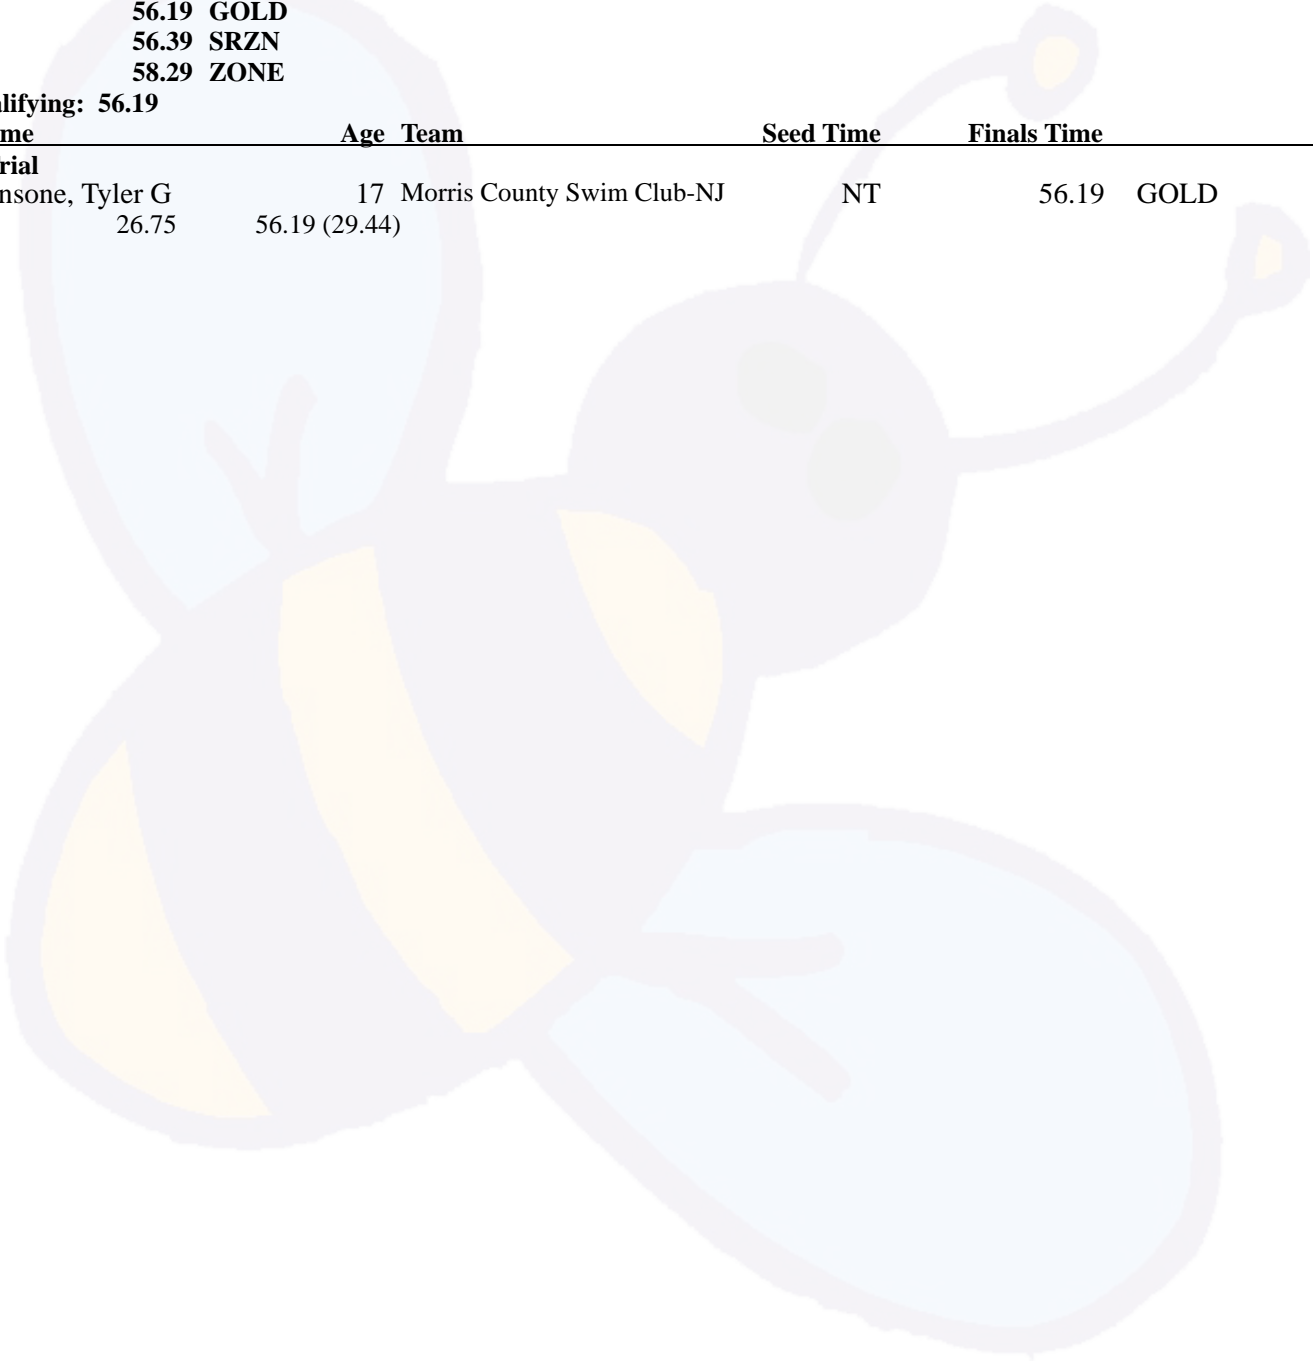 56.19 GOLD
56.39 SRZN
58.29 ZONE
alifying: 56.19
me Age Team Seed Time Finals Time
rial
nsone, Tyler G 17 Morris County Swim Club-NJ NT 56.19 GOLD
26.75 56.19 (29.44)